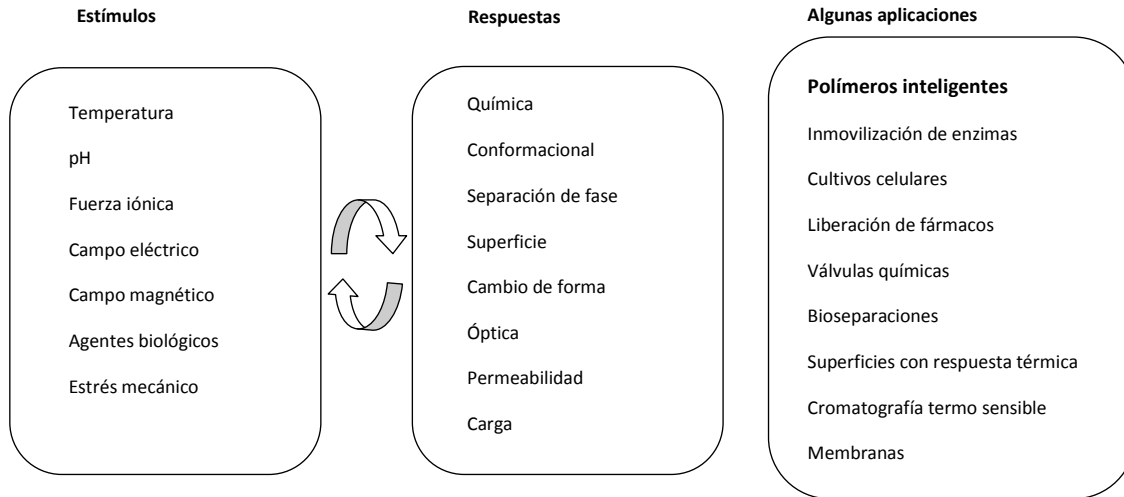 Estímulos
Temperatura
pH
Fuerza iónica
Campo eléctrico
Campo magnético
Agentes biológicos
Estrés mecánico
Respuestas
Química
Conformacional
Separación de fase
Superficie
Cambio de forma
Óptica
Permeabilidad
Carga
Algunas aplicaciones
Polímeros inteligentes
Inmovilización de enzimas
Cultivos celulares
Liberación de fármacos
Válvulas químicas
Bioseparaciones
Superficies con respuesta térmica
Cromatografía termo sensible
Membranas